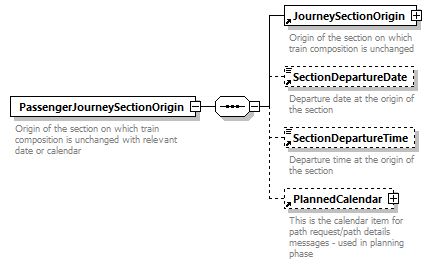 JourneySectionOrigin
Origin of the section on which
train composition is unchanged
SectionDepartureDate
Departure date at the origin of
the section
PassengerJourneySectionOrigin
Origin of the section on which train
composition is unchanged with relevant
date or calendar
SectionDepartureTime
Departure time at the origin of
the section
PlannedCalendar
This is the calendar item for
path request/path details
messages - used in planning
phase